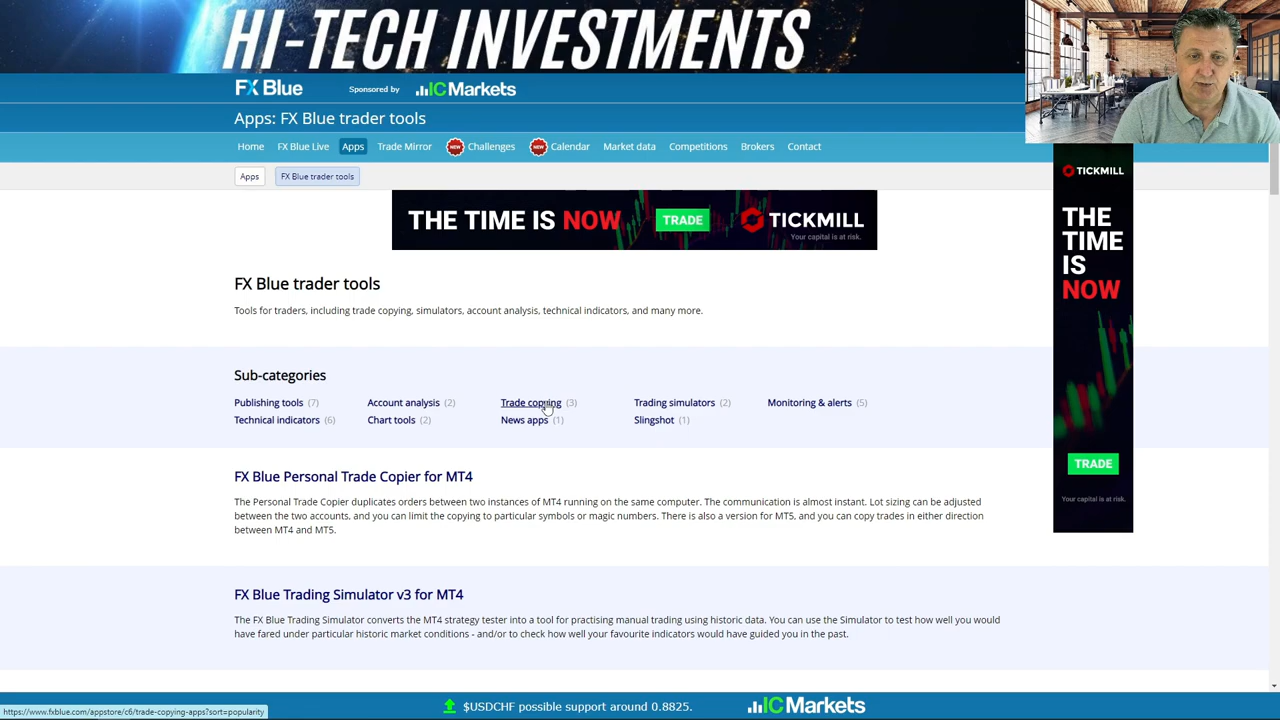 HI-TECH INVESTMENTS
FX Blue
Sponsored by
ICMarkets
Apps: FX Blue trader tools
Home
FX Blue Live
Apps
Trade Mirror
NEW
Challenges
NEW
Calendar
Market data
Competitions
Brokers
Contact
Apps
FX Blue trader tools
THE TIME IS NOW
TRADE
TICKMILL
Your capital is at risk.
TICKMILL
THE
TIME
IS
NOW
TRADE
Your capital is at risk.
FX Blue trader tools
Tools for traders, including trade copying, simulators, account analysis, technical indicators, and many more.
Sub-categories
Publishing tools (7)
Account analysis (2)
Trade copying (3)
Trading simulators (2)
Monitoring & alerts (5)
Technical indicators (6)
Chart tools (2)
News apps (1)
Slingshot (1)
FX Blue Personal Trade Copier for MT4
The Personal Trade Copier duplicates orders between two instances of MT4 running on the same computer. The communication is almost instant. Lot sizing can be adjusted
between the two accounts, and you can limit the copying to particular symbols or magic numbers. There is also a version for MT5, and you can copy trades in either direction
between MT4 and MT5.
FX Blue Trading Simulator v3 for MT4
The FX Blue Trading Simulator converts the MT4 strategy tester into a tool for practising manual trading using historic data. You can use the Simulator to test how well you would
have fared under particular historic market conditions - and/or to check how well your favourite indicators would have guided you in the past.
$USDCHF possible support around 0.8825.
ICMarkets
https://www.fxblue.com/appstore/c6/trade-copying-apps?sort=popularity